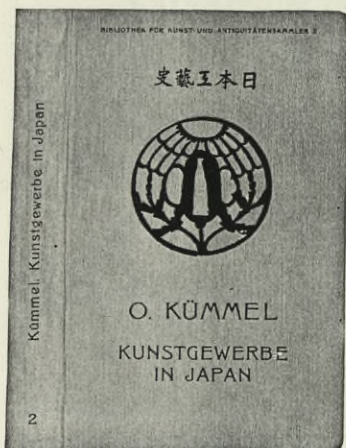 BIBLIOTHEK FÜR KUNST- UND ANTIQUITÄTENSAMMLER 2
史藝工本日
O. KÜMMEL
KUNSTGEWERBE
IN JAPAN
Kümmel, Kunstgewerbe in Japan
2